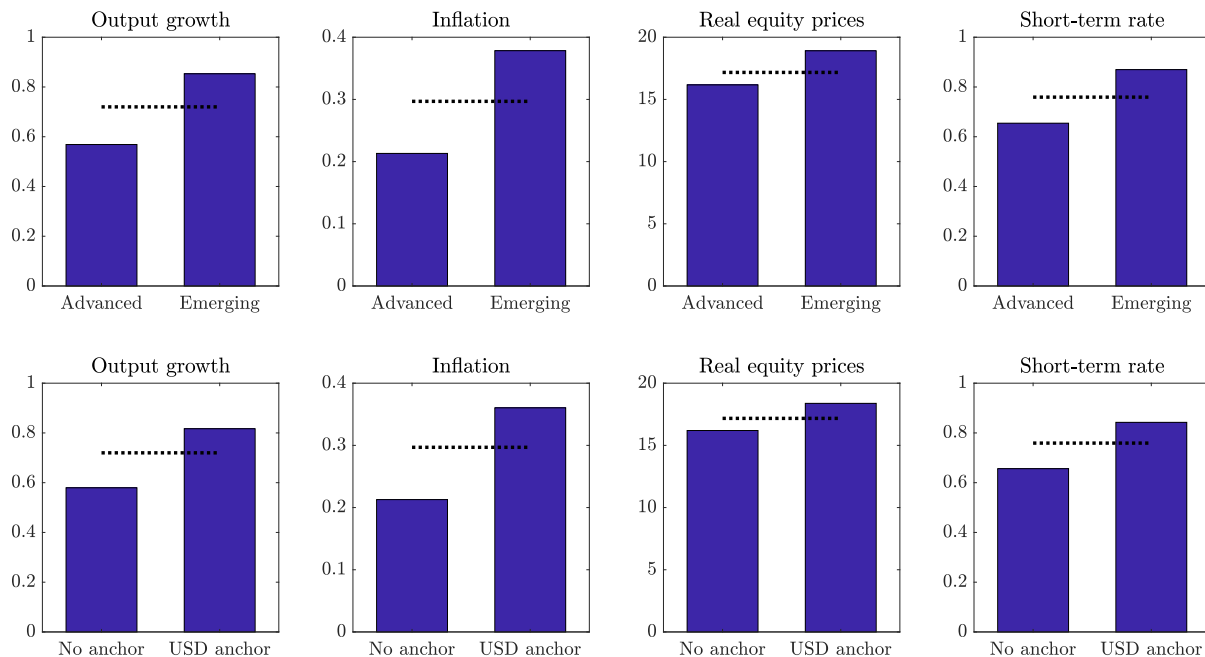 Output growth
1
0.8
0.6
0.4
0.2
0
Advanced Emerging
Inflation
0.4
0.3
0.2
0.1
0
Advanced Emerging
Real equity prices
20
15
10
5
0
Advanced Emerging
Short-term rate
1
0.8
0.6
0.4
0.2
0
Advanced Emerging
Output growth
1
0.8
0.6
0.4
0.2
0
No anchor USD anchor
Inflation
0.4
0.3
0.2
0.1
0
No anchor USD anchor
Real equity prices
20
15
10
5
0
No anchor USD anchor
Short-term rate
1
0.8
0.6
0.4
0.2
0
No anchor USD anchor